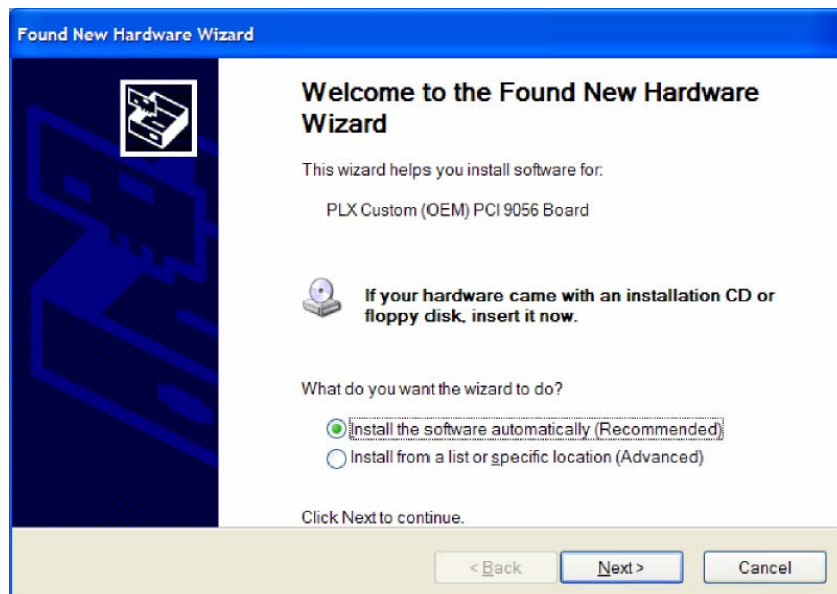 Found New Hardware Wizard
Welcome to the Found New Hardware
Wizard
This wizard helps you install software for:
PLX Custom (OEM) PCI 9056 Board
If your hardware came with an installation CD or
floppy disk, insert it now.
What do you want the wizard to do?
Install the software automatically (Recommended)
Install from a list or specific location (Advanced)
Click Next to continue.
< Back
Next >
Cancel